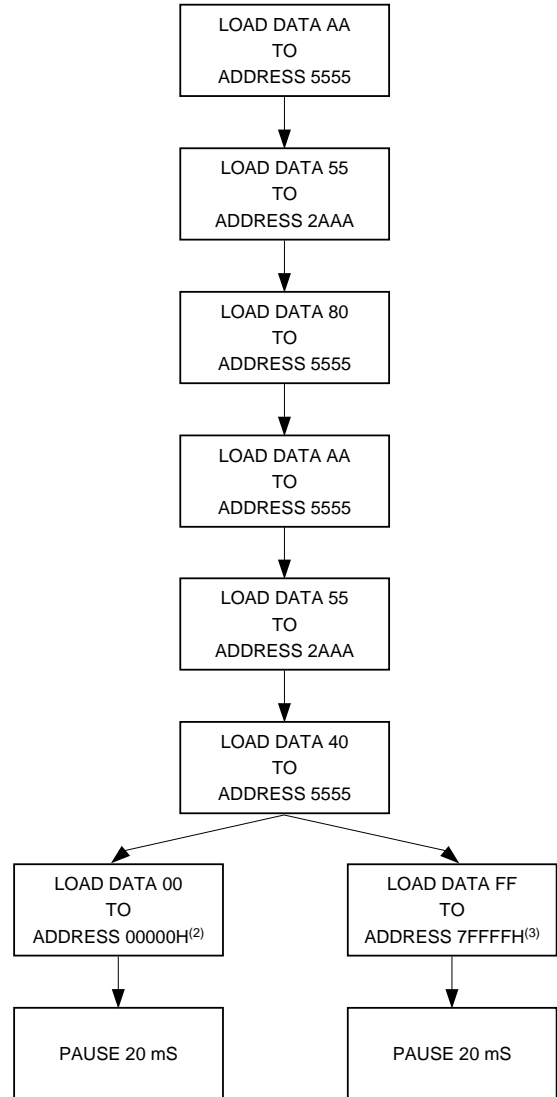 LOAD DATA AA
TO
ADDRESS 5555
LOAD DATA 55
TO
ADDRESS 2AAA
LOAD DATA 80
TO
ADDRESS 5555
LOAD DATA AA
TO
ADDRESS 5555
LOAD DATA 55
TO
ADDRESS 2AAA
LOAD DATA 40
TO
ADDRESS 5555
LOAD DATA 00
TO
ADDRESS 00000H(2)
LOAD DATA FF
TO
ADDRESS 7FFFFH(3)
PAUSE 20 mS
PAUSE 20 mS